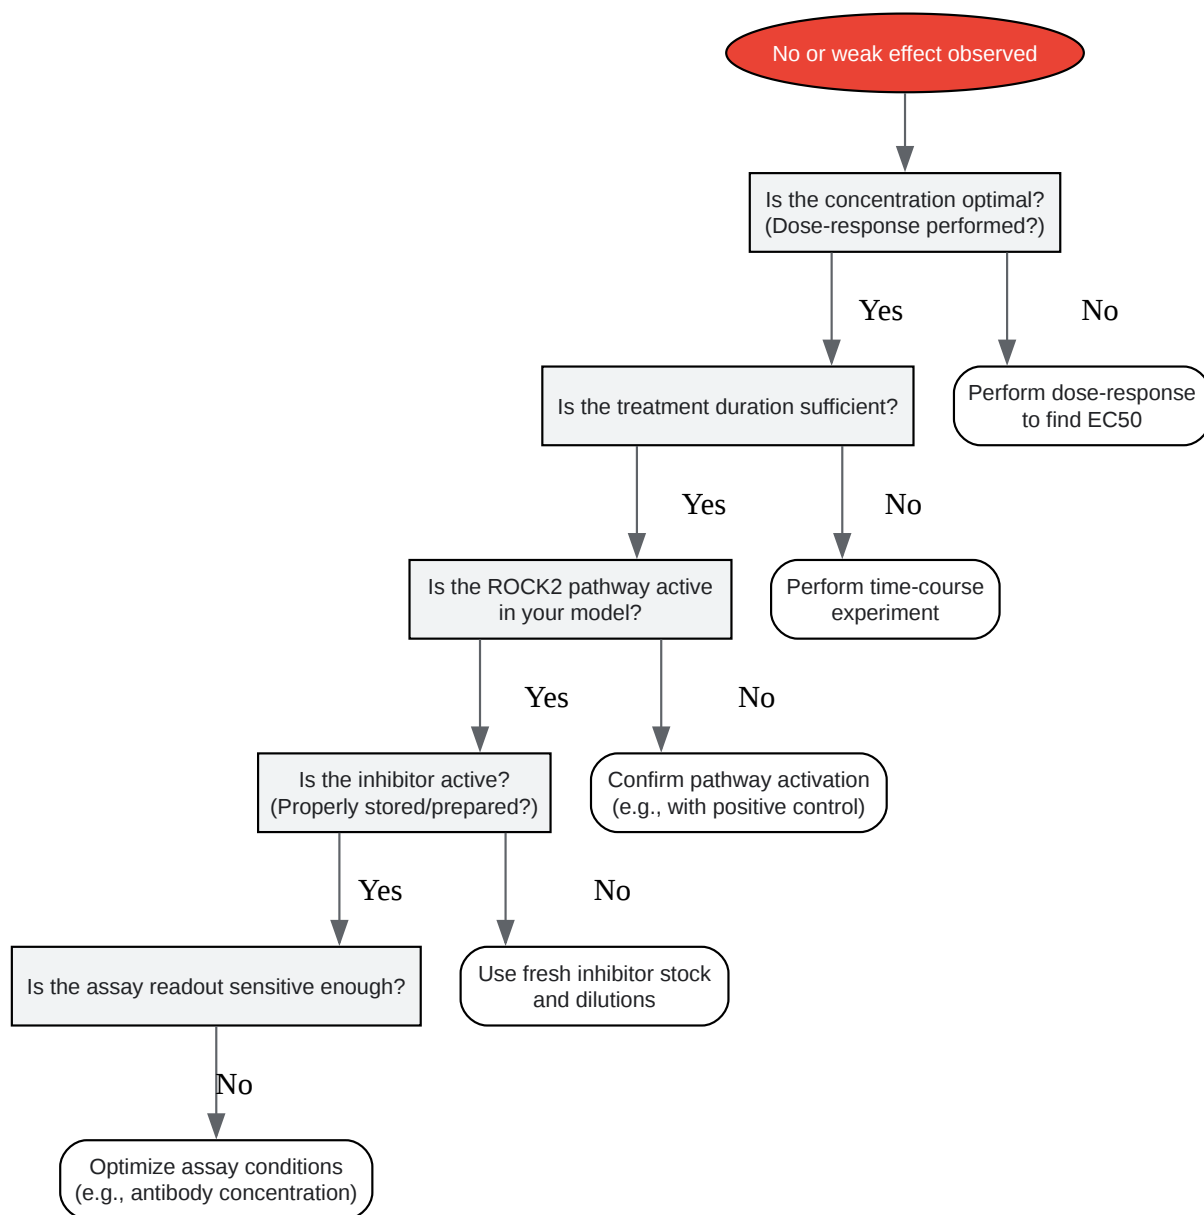 No or weak effect observed
Is the concentration optimal?
(Dose-response performed?)
Yes
No
Is the treatment duration sufficient?
Perform dose-response
to find EC50
Yes
No
Is the ROCK2 pathway active
in your model?
Perform time-course
experiment
Yes
No
Is the inhibitor active?
(Properly stored/prepared?)
Confirm pathway activation
(e.g., with positive control)
Yes
No
Is the assay readout sensitive enough?
Use fresh inhibitor stock
and dilutions
No
Optimize assay conditions
(e.g., antibody concentration)